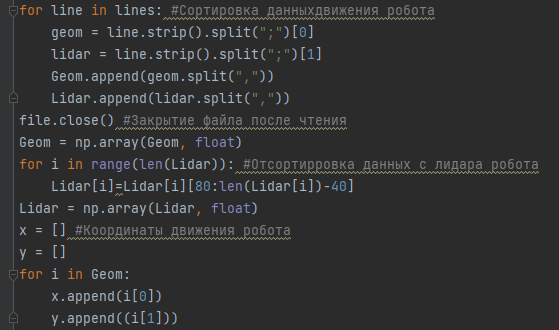 for line in lines: #Сортировка данныхдвижения робота
    geom = line.strip().split(";")[0]
    lidar = line.strip().split(";")[1]
    Geom.append(geom.split(","))
    Lidar.append(lidar.split(","))
file.close() #Закрытие файла после чтения
Geom = np.array(Geom, float)
for i in range(len(Lidar)): #Отсортирровка данных с лидара робота
    Lidar[i]=Lidar[i][80:len(Lidar[i])-40]
Lidar = np.array(Lidar, float)
x = [] #Координаты движения робота
y = []
for i in Geom:
    x.append(i[0])
    y.append((i[1]))